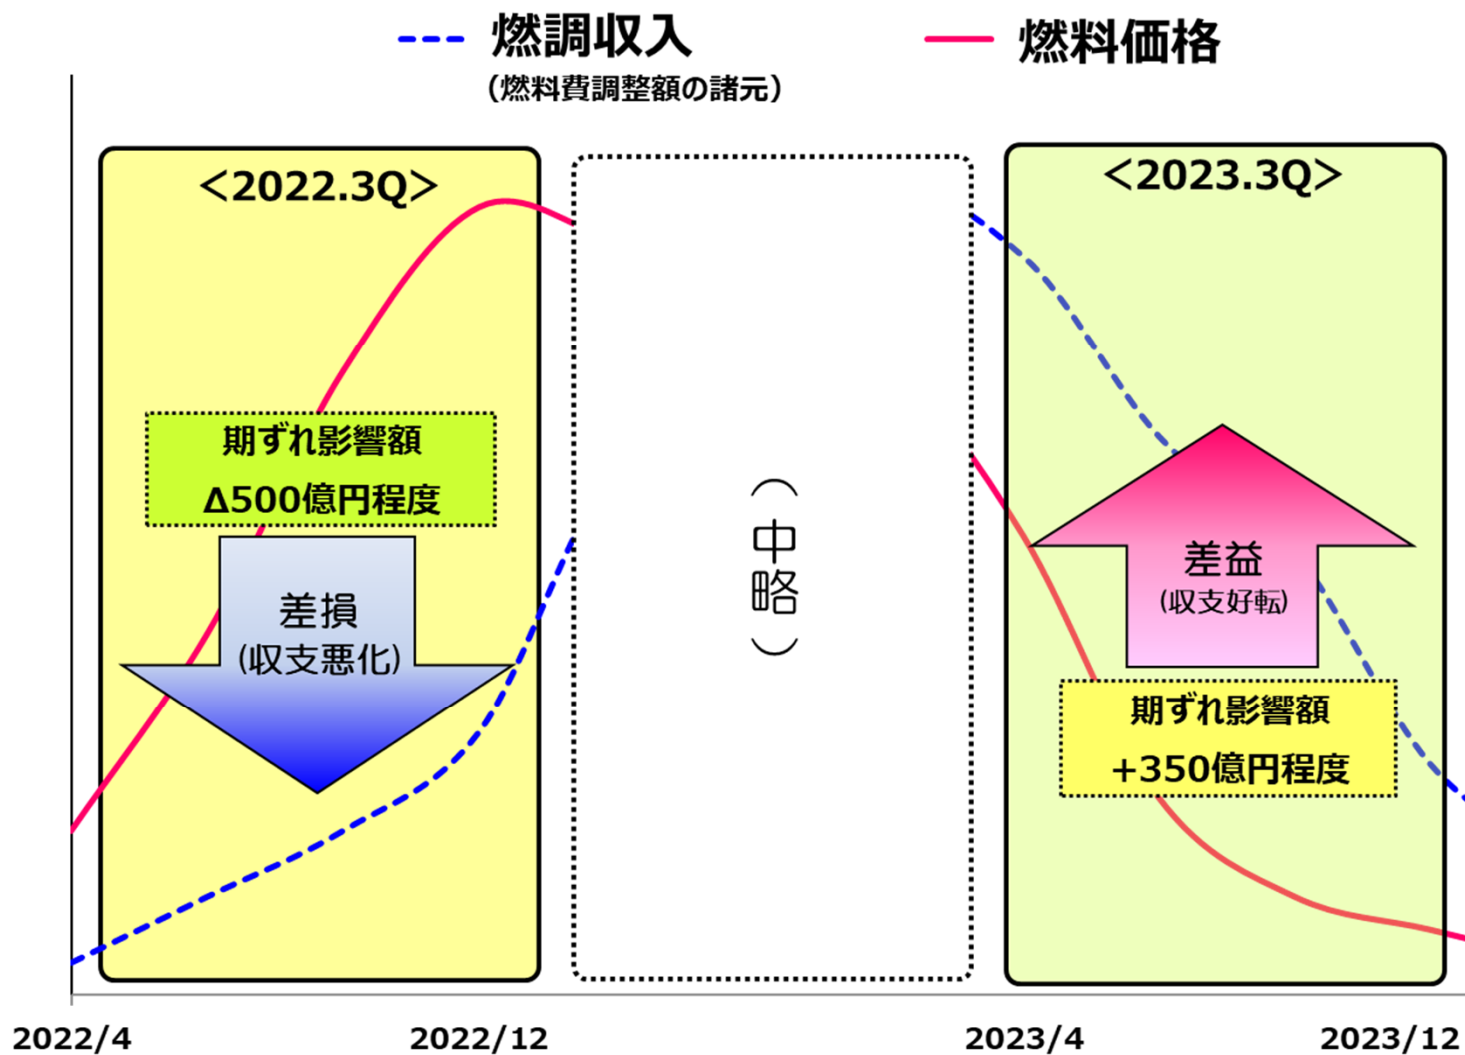 燃調収入
(燃料費調整額の諸元)
燃料価格
<2022.3Q>
期ずれ影響額
Δ500億円程度
差損
(収支悪化)
(中略)
<2023.3Q>
差益
(収支好転)
期ずれ影響額
+350億円程度
2022/4
2022/12
2023/4
2023/12